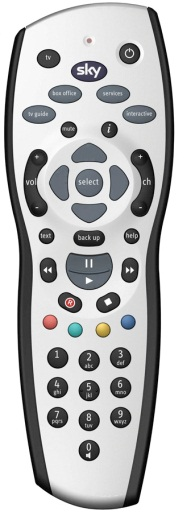 tv
sky
box office services
tv guide interactive
mute i
+ +
vol select ch
- -
text back up help
R
1 2 abc 3 def
4 ghi 5 jkl 6 mno
7 pqrs 8 tuv 9 wxyz
0